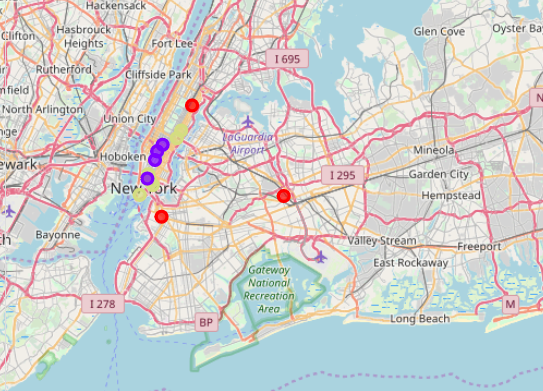 Hackensack
Glen Cove
Oyster Ba
Clifton
Hasbrouck
Heights
Fort Lee
I 695
Rutherford
Cliffside Park
North Arlington
Union City
LaGuardia
Airport
N
Mineola
Hoboken
ewark
I 295
Garden City
New York
Hempstead
Bayonne
Valley Stream
Freeport
East Rockaway
Gateway
National
Recreation
Area
I 278
M
BP
Long Beach